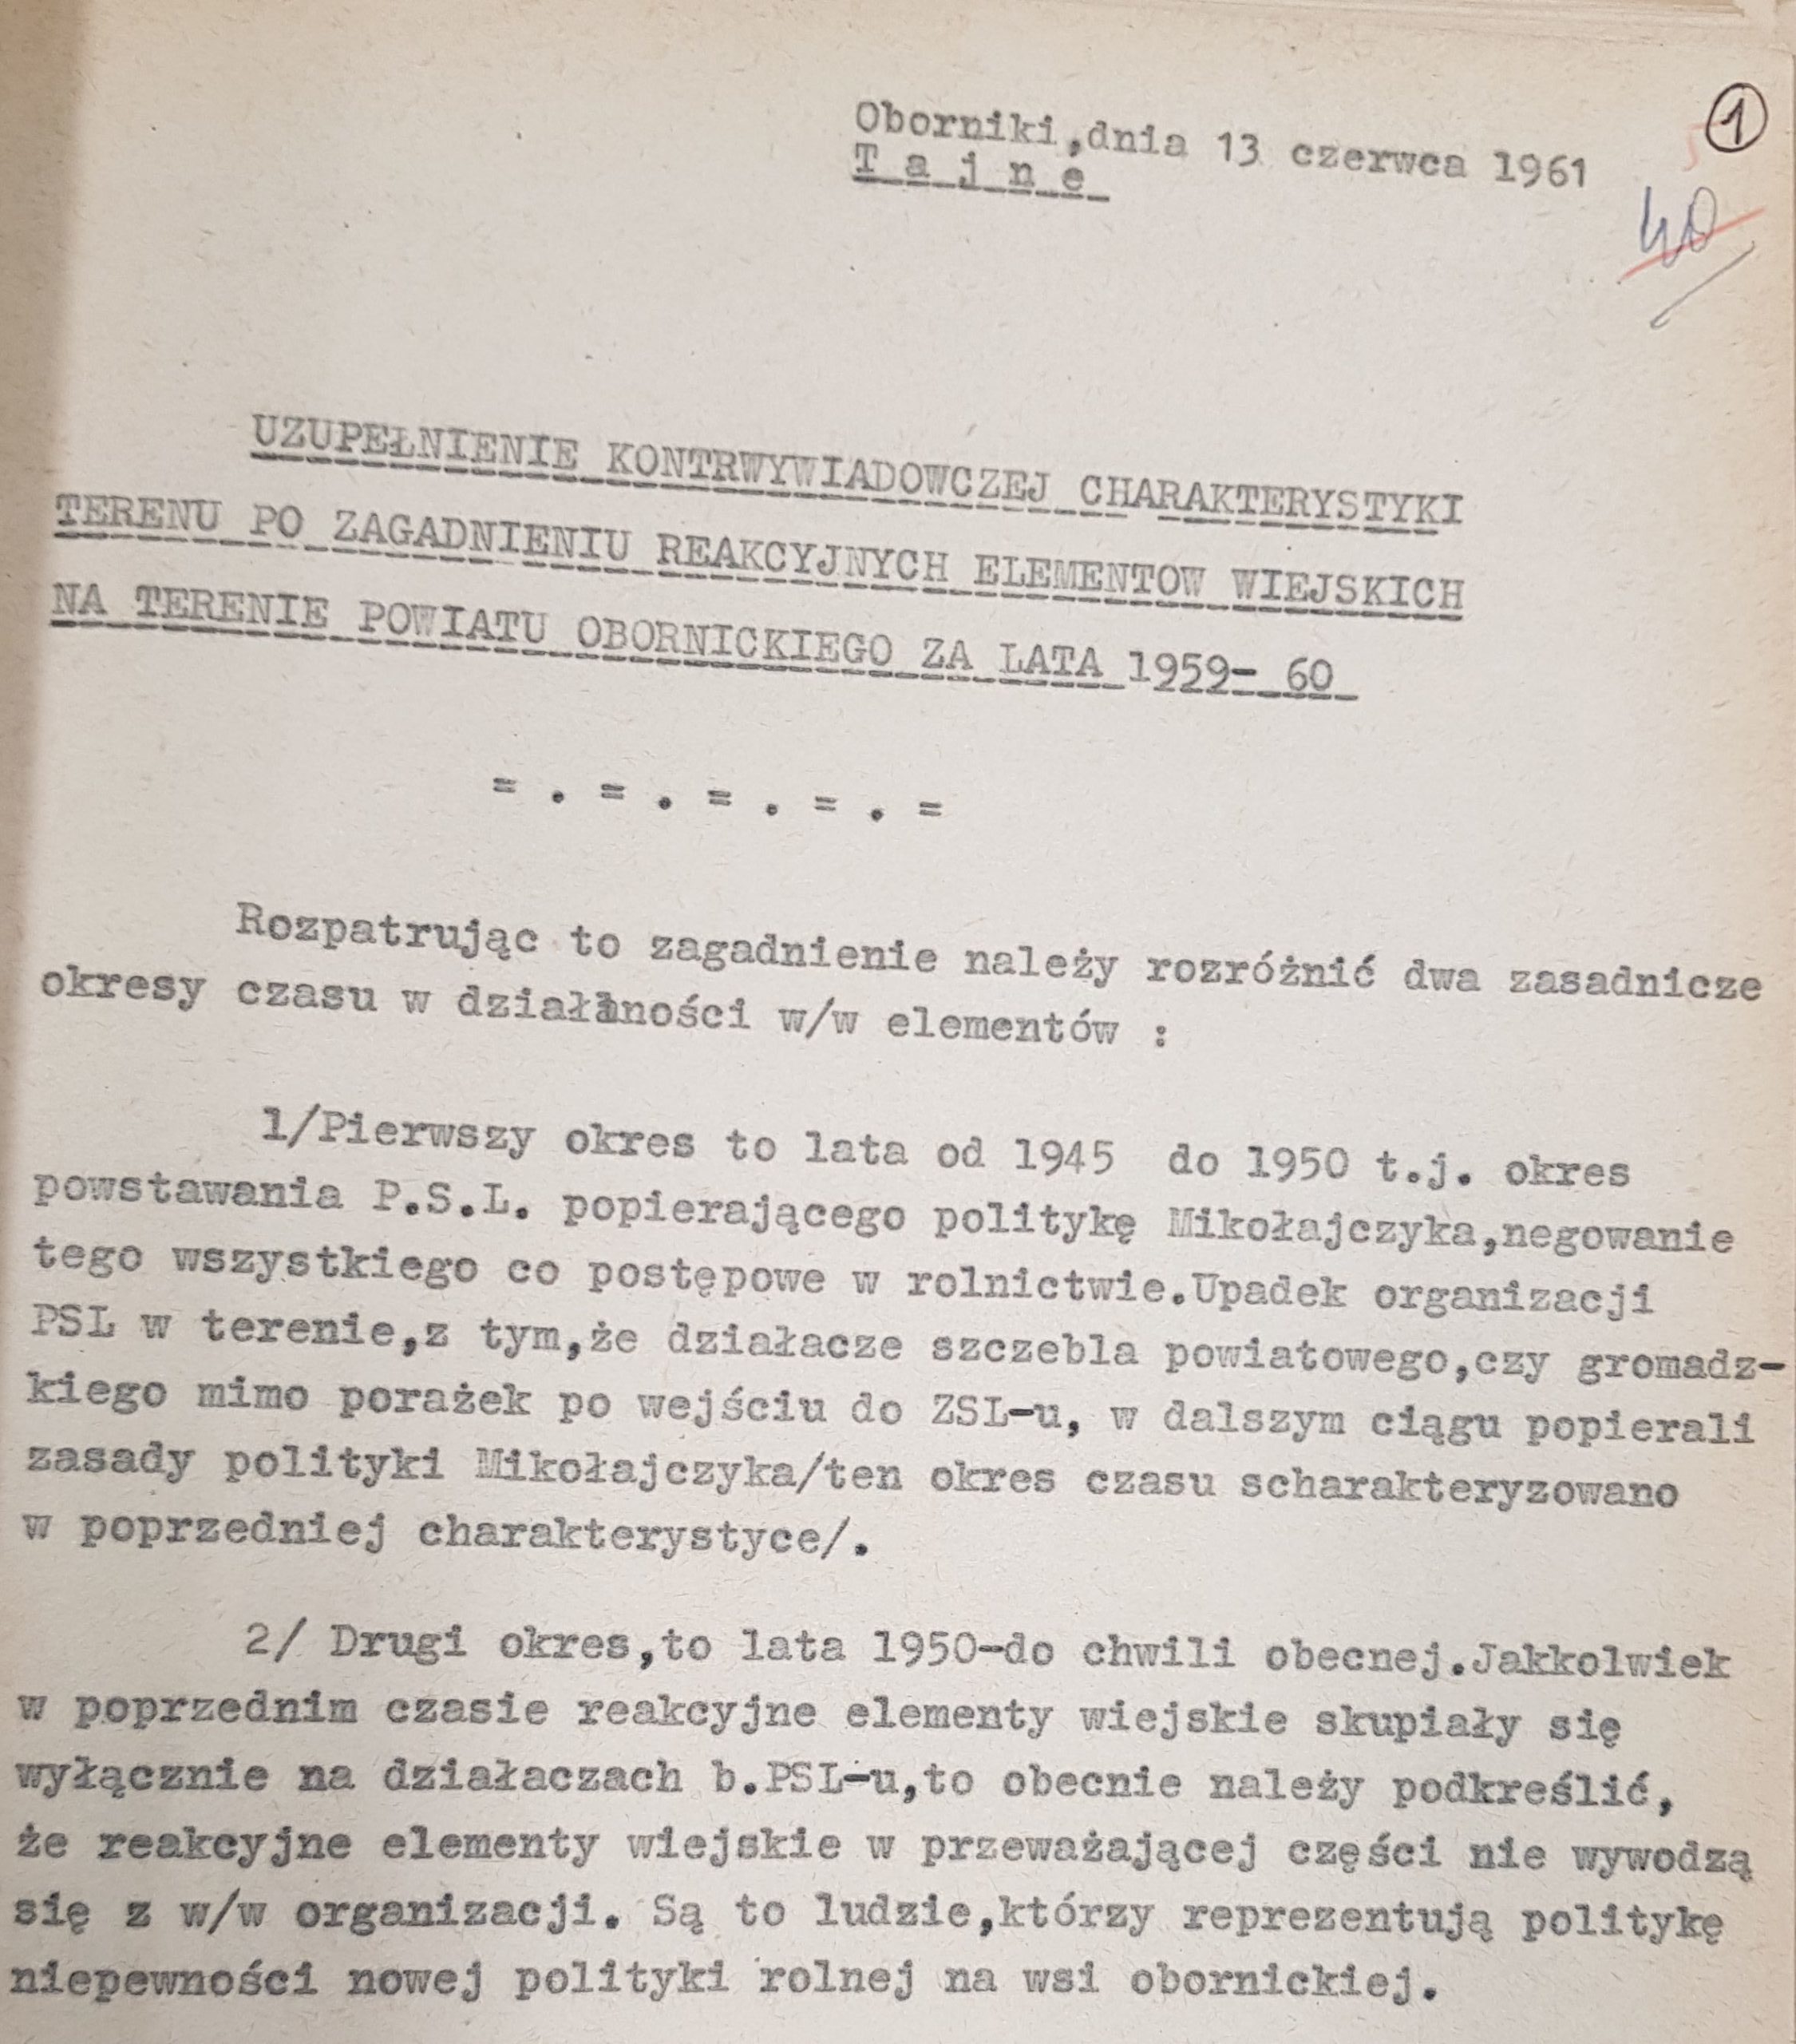 Oborniki,dnia 13 czerwca 1961
T a j n e
1
40
UZUPEŁNIENIE KONTRWYWIADOWCZEJ CHARAKTERYSTYKI
TERENU PO ZAGADNIENIU REAKCYJNYCH ELEMENTOW WIEJSKICH
NA TERENIE POWIATU OBORNICKIEGO ZA LATA 1959- 60
= . = . = . = . =
Rozpatrując to zagadnienie należy rozróżnić dwa zasadnicze
okresy czasu w działaności w/w elementów :
1/Pierwszy okres to lata od 1945 do 1950 t.j. okres
powstawania P.S.L. popierającego politykę Mikołajczyka,negowanie
tego wszystkiego co postępowe w rolnictwie.Upadek organizacji
PSL w terenie,z tym,że działacze szczebla powiatowego,czy gromadz-
kiego mimo porażek po wejściu do ZSL-u, w dalszym ciągu popierali
zasady polityki Mikołajczyka/ten okres czasu scharakteryzowano
w poprzedniej charakterystyce/.
2/ Drugi okres,to lata 1950-do chwili obecnej.Jakkolwiek
w poprzednim czasie reakcyjne elementy wiejskie skupiały się
wyłącznie na działaczach b.PSL-u,to obecnie należy podkreślić,
że reakcyjne elementy wiejskie w przeważającej części nie wywodzą
się z w/w organizacji. Są to ludzie,którzy reprezentują politykę
niepewności nowej polityki rolnej na wsi obornickiej.